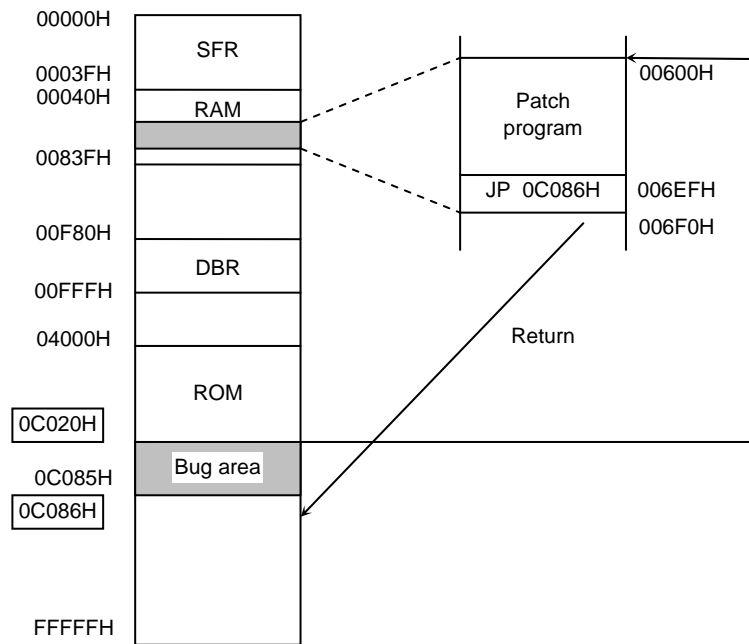 00000H
SFR
0003FH
00040H
RAM
0083FH
00F80H
DBR
00FFFH
04000H
ROM
0C020H
Bug area
0C085H
0C086H
FFFFFH
00600H
Patch
program
JP 0C086H
006EFH
006F0H
Return